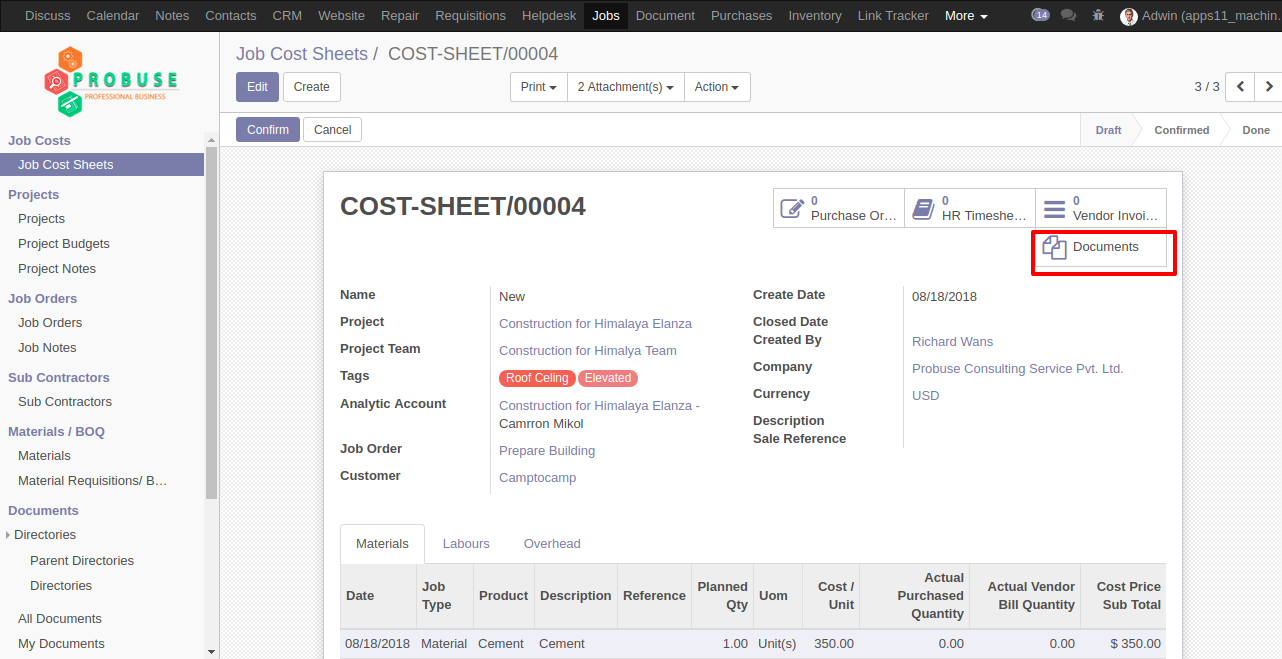 Discuss Calendar Notes Contacts CRM Website Repair Requisitions Helpdesk Jobs Document Purchases Inventory Link Tracker More 14 Adwin (apps11_machin...
PROBUSE
PROFESSIONAL BUSINESS
Job Costs
Job Cost Sheets
Projects
Projects
Project Budgets
Project Notes
Job Orders
Job Orders
Job Notes
Sub Contractors
Sub Contractors
Materials / BOQ
Materials
Material Requisitions/ B...
Documents
Directories
Parent Directories
Directories
All Documents
My Documents
Job Cost Sheets / COST-SHEET/00004
Edit Create Print 2 Attachment(s) Action 3 / 3
Confirm Cancel Draft Confirmed Done
COST-SHEET/00004
0 Purchase Or...
0 HR Timeshe...
0 Vendor Invoi...
Documents
Name New
Project Construction for Himalaya Elanza
Project Team Construction for Himalya Team
Tags Roof Celing Elevated
Analytic Account Construction for Himalaya Elanza -
Camrron Mikol
Job Order Prepare Building
Customer Camptocamp
Create Date 08/18/2018
Closed Date
Created By Richard Wans
Company Probuse Consulting Service Pvt. Ltd.
Currency USD
Description
Sale Reference
Materials Labours Overhead
Date Job Type Product Description Reference Planned Qty Uom Cost / Unit Actual Purchased Quantity Actual Vendor Bill Quantity Cost Price Sub Total
08/18/2018 Material Cement Cement 1.00 Unit(s) 350.00 0.00 0.00 $ 350.00